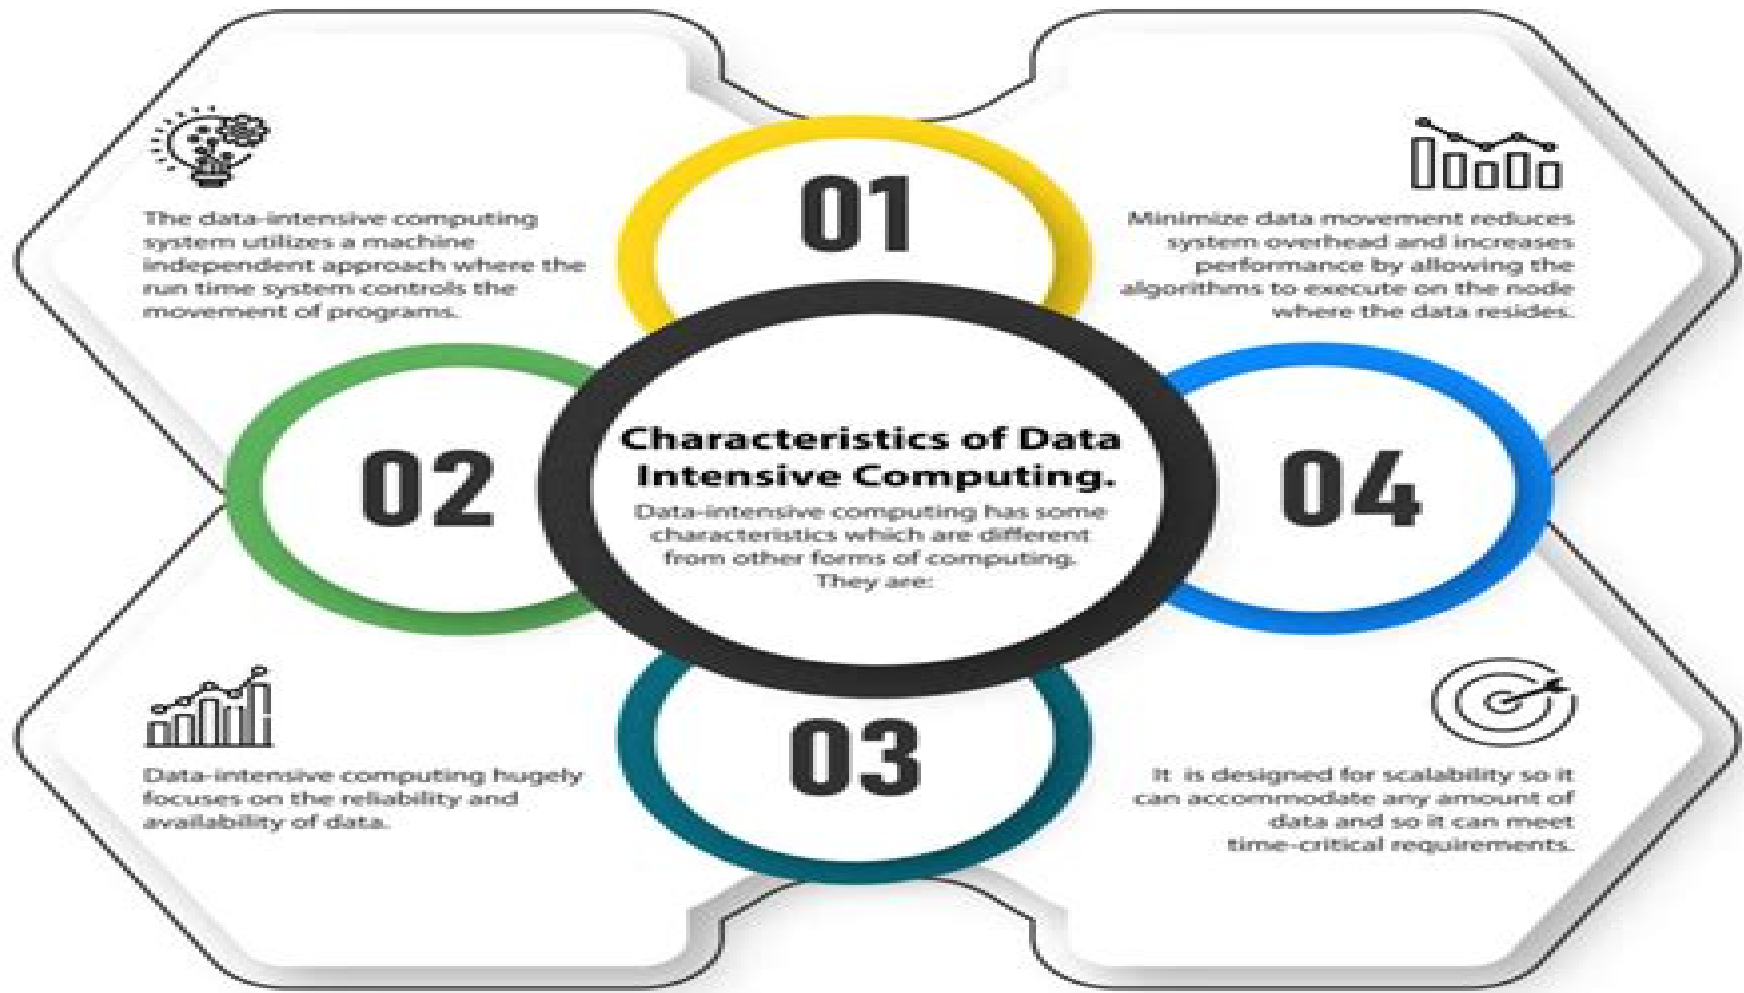 The data-intensive computing
system utilizes a machine
independent approach where the
run time system controls the
movement of programs.
01
Minimize data movement reduces
system overhead and increases
performance by allowing the
algorithms to execute on the node
where the data resides.
02
Characteristics of Data
Intensive Computing.
Data-intensive computing has some
characteristics which are different
from other forms of computing.
They are:
04
Data-intensive computing hugely
focuses on the reliability and
availability of data.
03
It is designed for scalability so it
can accommodate any amount of
data and so it can meet
time-critical requirements.